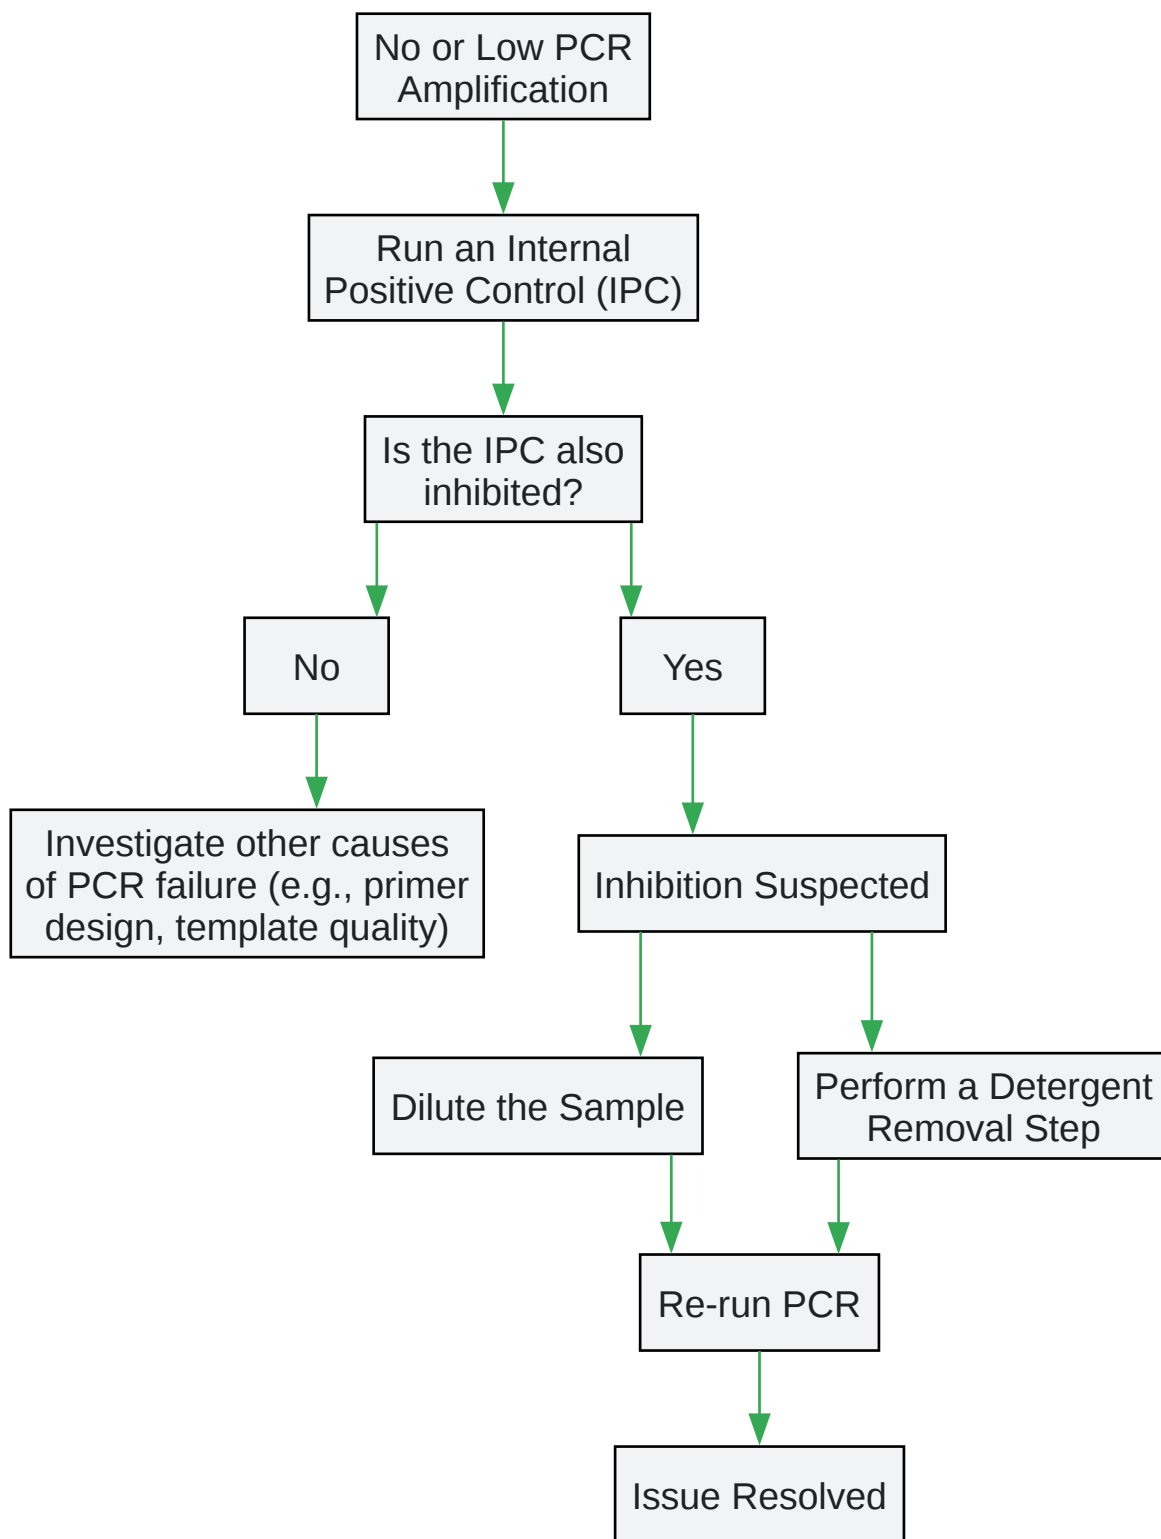 No or Low PCR
Amplification
Run an Internal
Positive Control (IPC)
Is the IPC also
inhibited?
No
Yes
Investigate other causes
of PCR failure (e.g., primer
design, template quality)
Inhibition Suspected
Dilute the Sample
Perform a Detergent
Removal Step
Re-run PCR
Issue Resolved